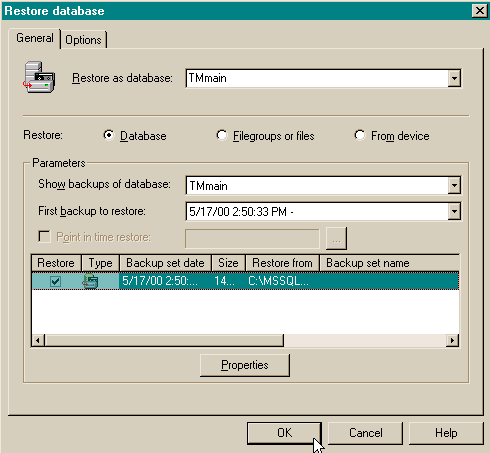 Restore database
General Options
Restore as database: TMmain
Restore: Database Filegroups or files From device
Parameters
Show backups of database: TMmain
First backup to restore: 5/17/00 2:50:33 PM -
Point in time restore: ...
Restore Type Backup set date Size Restore from Backup set name
5/17/00 2:50:... 14... C:\MSSQL...
Properties
OK Cancel Help